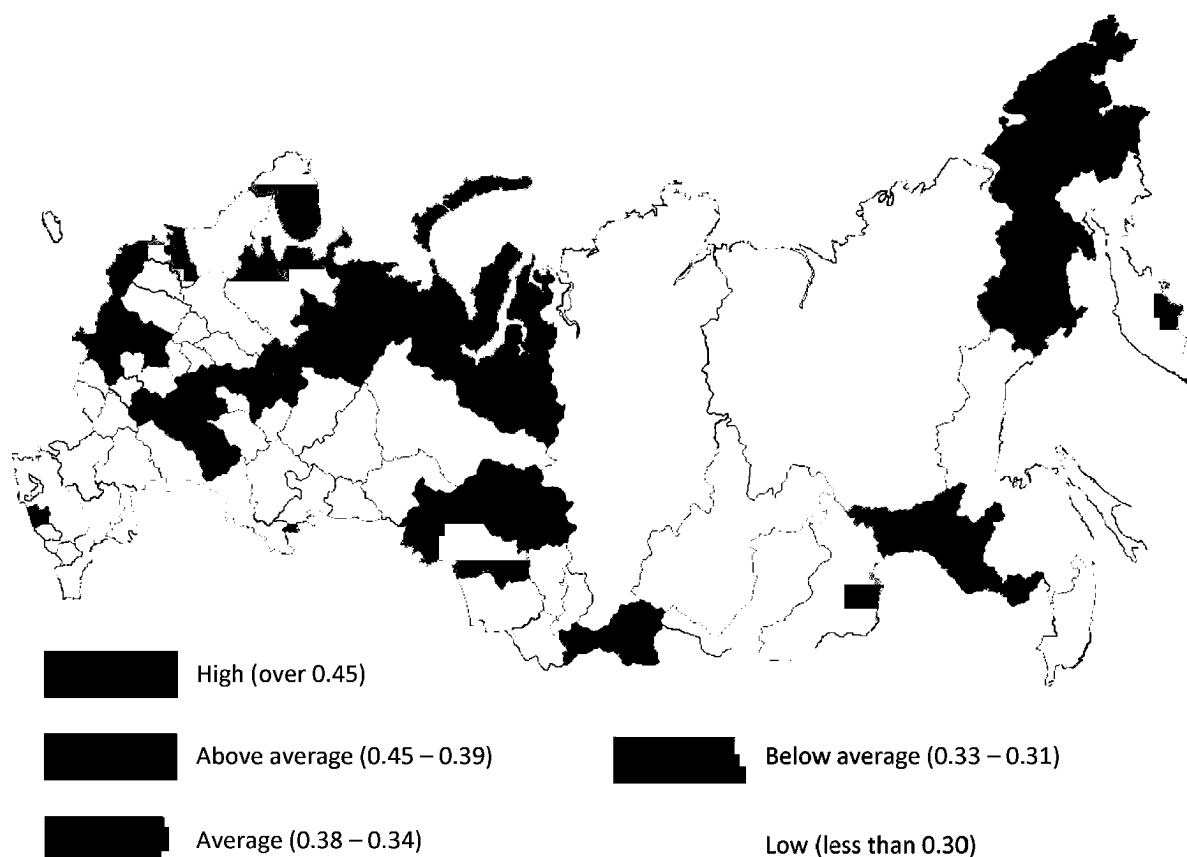 High (over 0.45)
Above average (0.45 – 0.39)
Average (0.38 – 0.34)
Below average (0.33 – 0.31)
Low (less than 0.30)